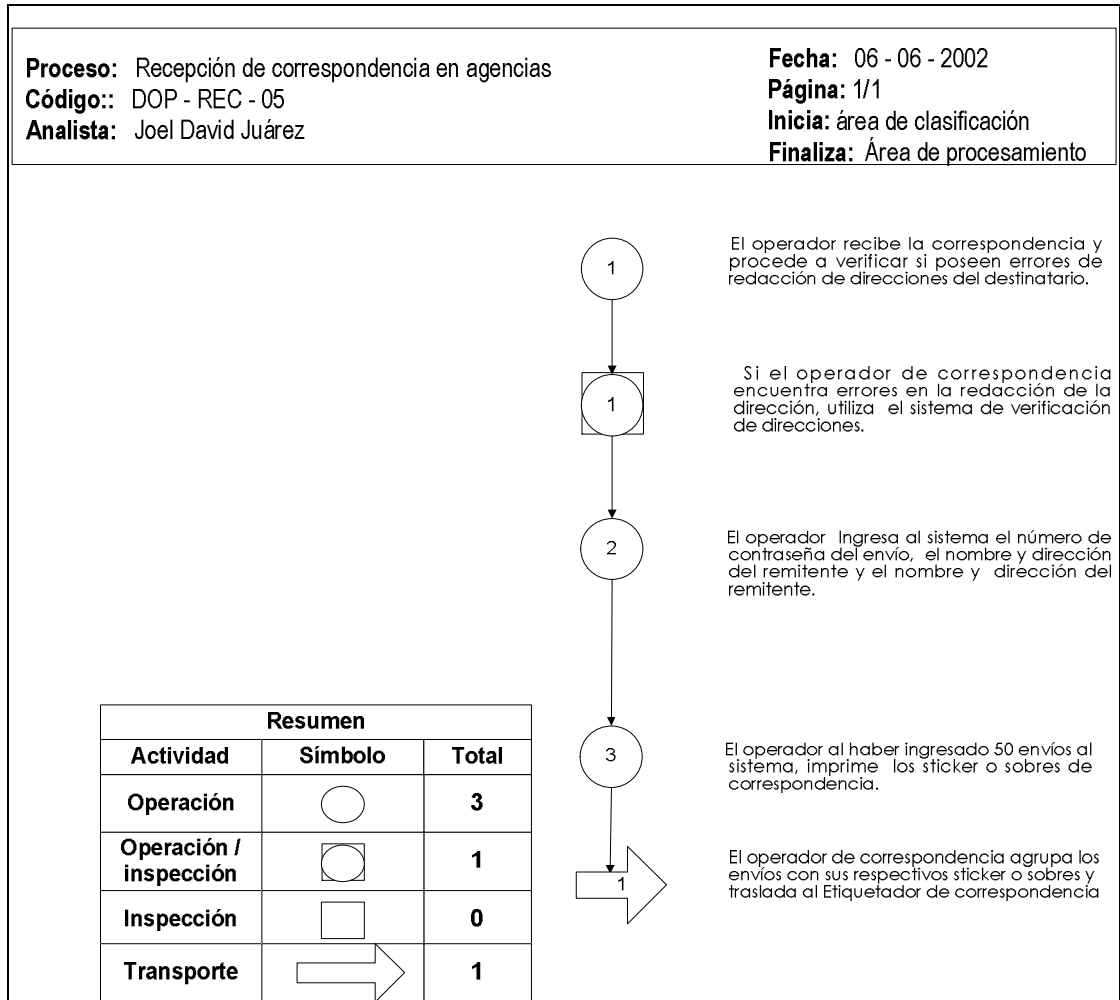 Proceso: Recepción de correspondencia en agencias
Código:: DOP - REC - 05
Analista: Joel David Juárez
Fecha: 06 - 06 - 2002
Página: 1/1
Inicia: área de clasificación
Finaliza: Área de procesamiento
1
El operador recibe la correspondencia y
procede a verificar si poseen errores de
redacción de direcciones del destinatario.
1
Si el operador de correspondencia
encuentra errores en la redacción de la
dirección, utiliza el sistema de verificación
de direcciones.
2
El operador Ingresa al sistema el número de
contraseña del envío, el nombre y dirección
del remitente y el nombre y dirección del
remitente.
3
El operador al haber ingresado 50 envíos al
sistema, imprime los sticker o sobres de
correspondencia.
1
El operador de correspondencia agrupa los
envíos con sus respectivos sticker o sobres y
traslada al Etiquetador de correspondencia
Resumen
Actividad Símbolo Total
Operación 3
Operación /
inspección 1
Inspección 0
Transporte 1